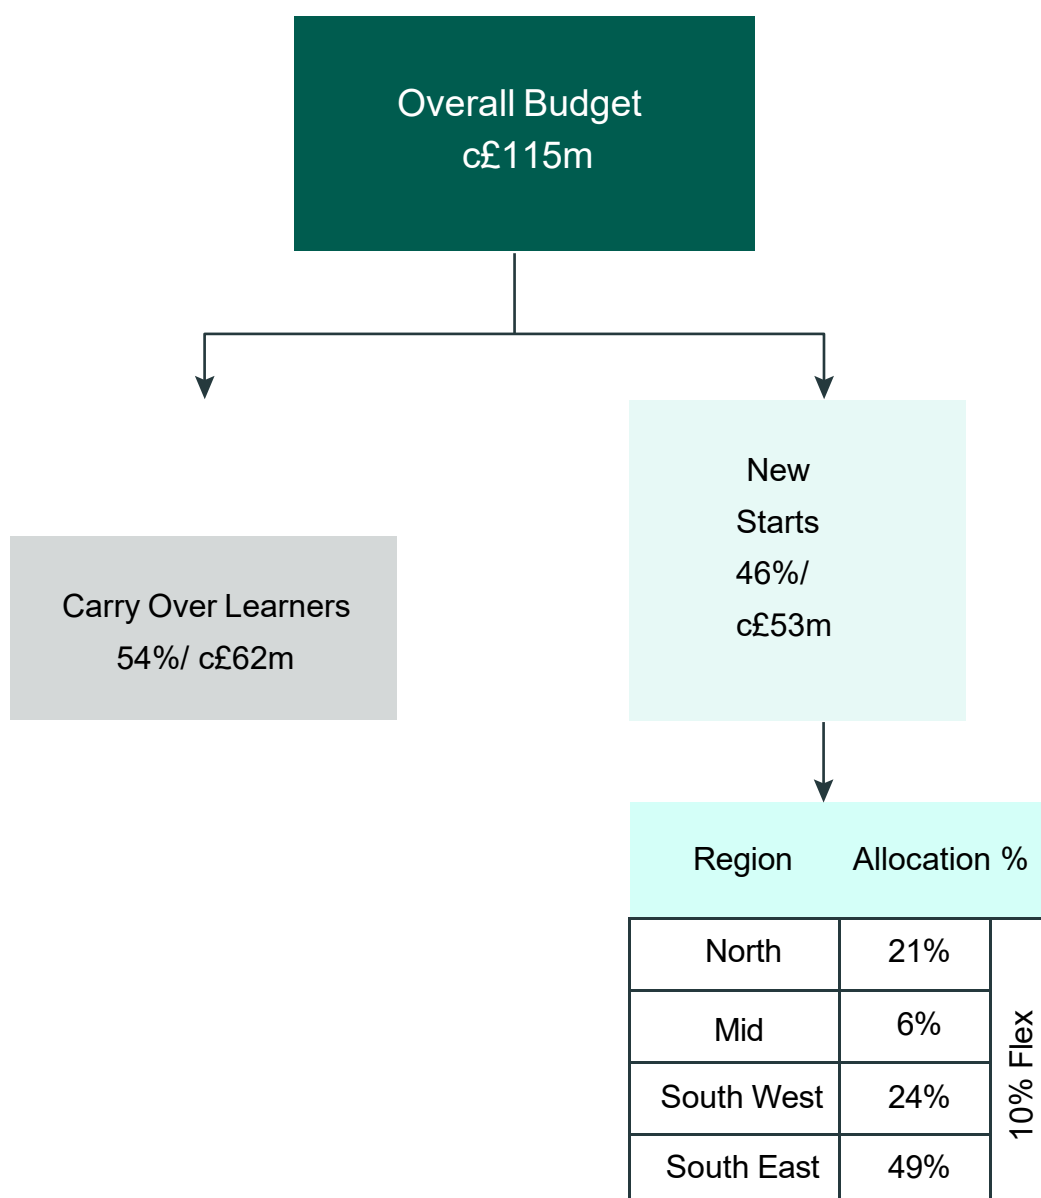 Overall Budget
c£115m
Carry Over Learners
54%/ c£62m
New
Starts
46%/
c£53m
Region Allocation %
North 21%
Mid 6%
South West 24%
South East 49%
10% Flex